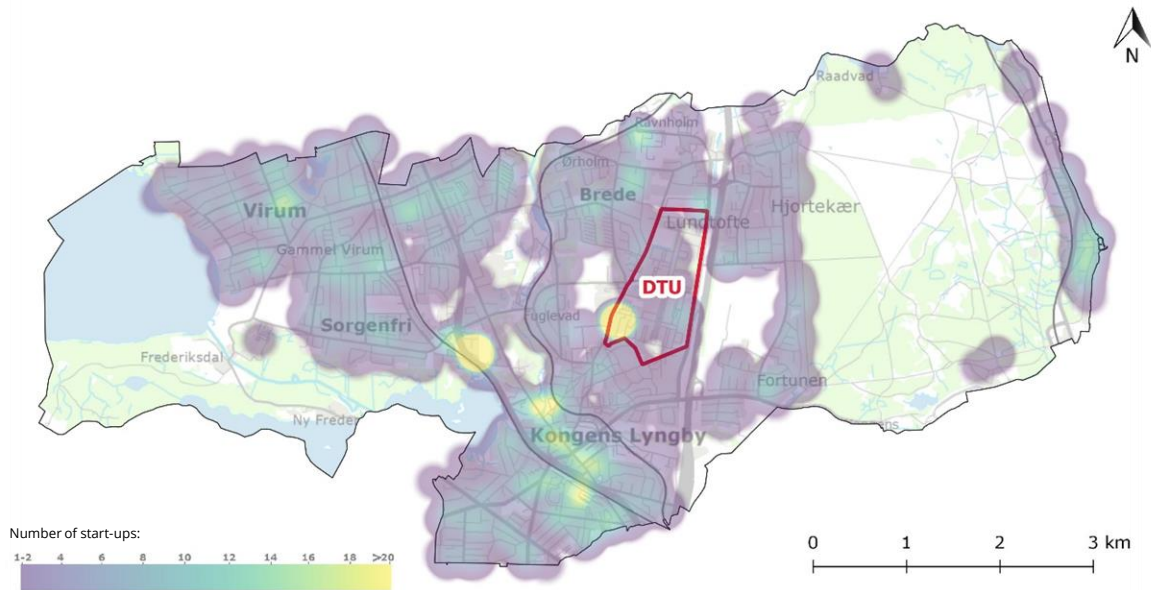 N
Raadvad
Ravnholm
Ørholm
Brede
Virum
Hjortekær
Lundtofte
Gammel Virum
DTU
Fuglevad
Sorgenfri
Frederiksdal
Fortunen
Ny Freder
Kongens Lyngby
Number of start-ups:
1-2 4 6 8 10 12 14 16 18 >20
0 1 2 3 km